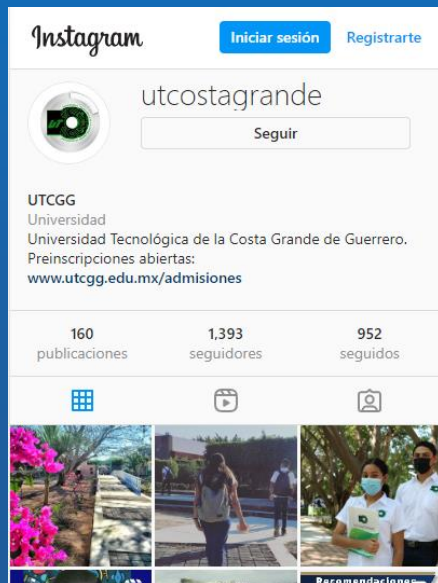 Instagram
Iniciar sesión
Registrarte
utcostagrande
Seguir
UTCGG
Universidad
Universidad Tecnológica de la Costa Grande de Guerrero.
Preinscripciones abiertas:
www.utcgg.edu.mx/admisiones
160 1,393 952
publicaciones seguidores seguidos
Recomendaciones